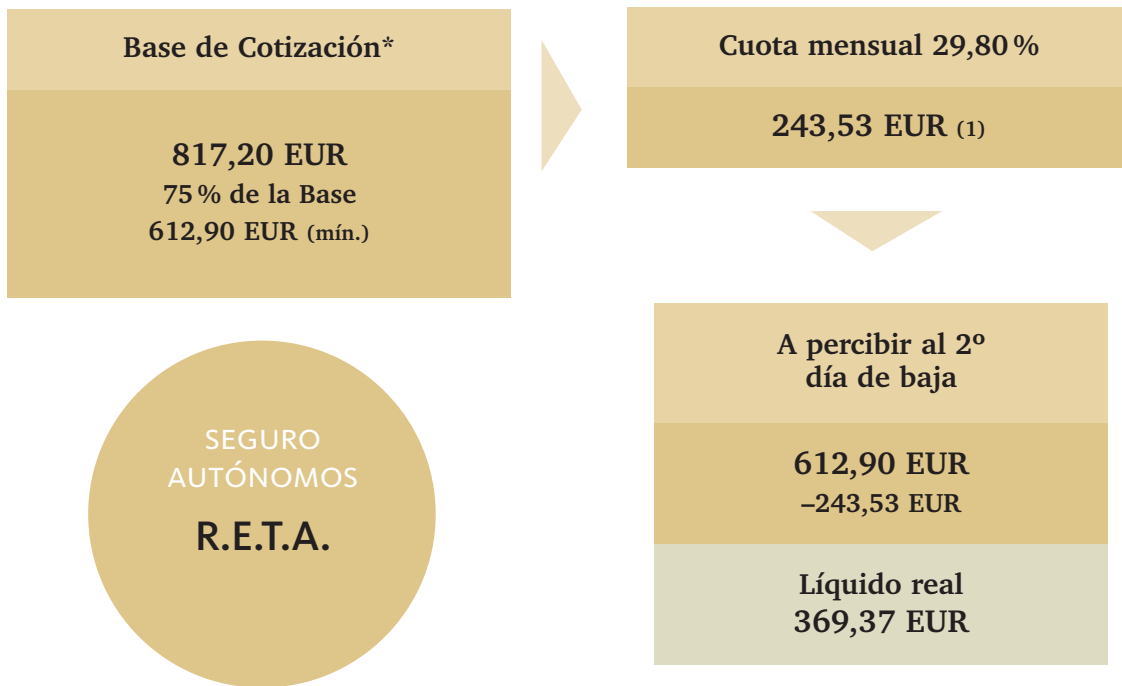 Base de Cotización*
817,20 EUR
75 % de la Base
612,90 EUR (mín.)
Cuota mensual 29,80 %
243,53 EUR (1)
A percibir al 2º
día de baja
612,90 EUR
–243,53 EUR
Líquido real
369,37 EUR
SEGURO
AUTÓNOMOS
R.E.T.A.